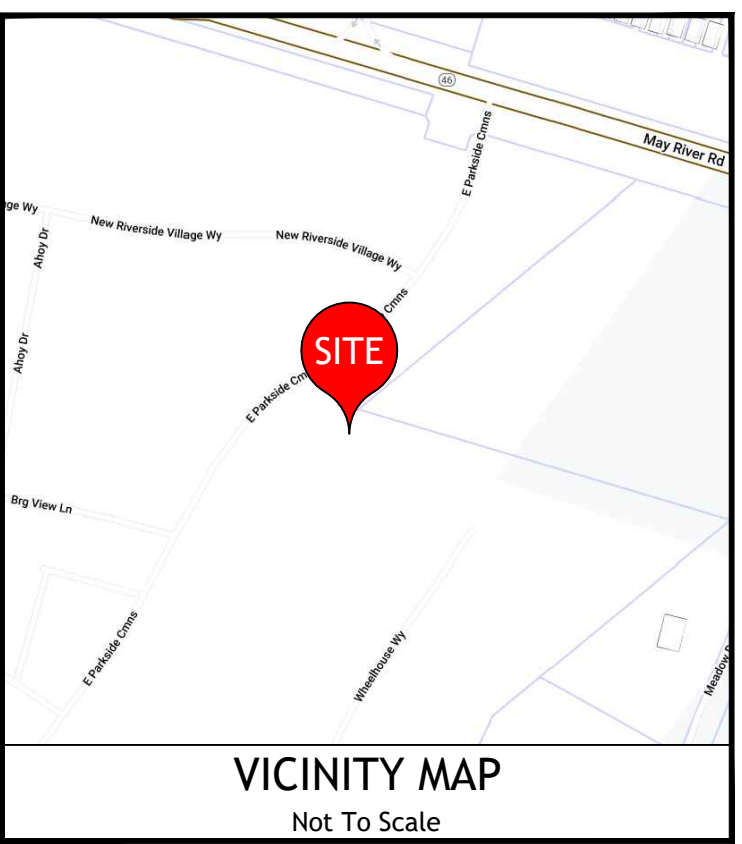 46
May River Rd
E Parkside Cmns
ge Wy
New Riverside Village Wy
New Riverside Village Wy
Ahoy Dr
Cmns
SITE
Ahoy Dr
E Parkside Cm
Brg View Ln
E Parkside Cmns
Wheelhouse Wy
Meadow
VICINITY MAP
Not To Scale